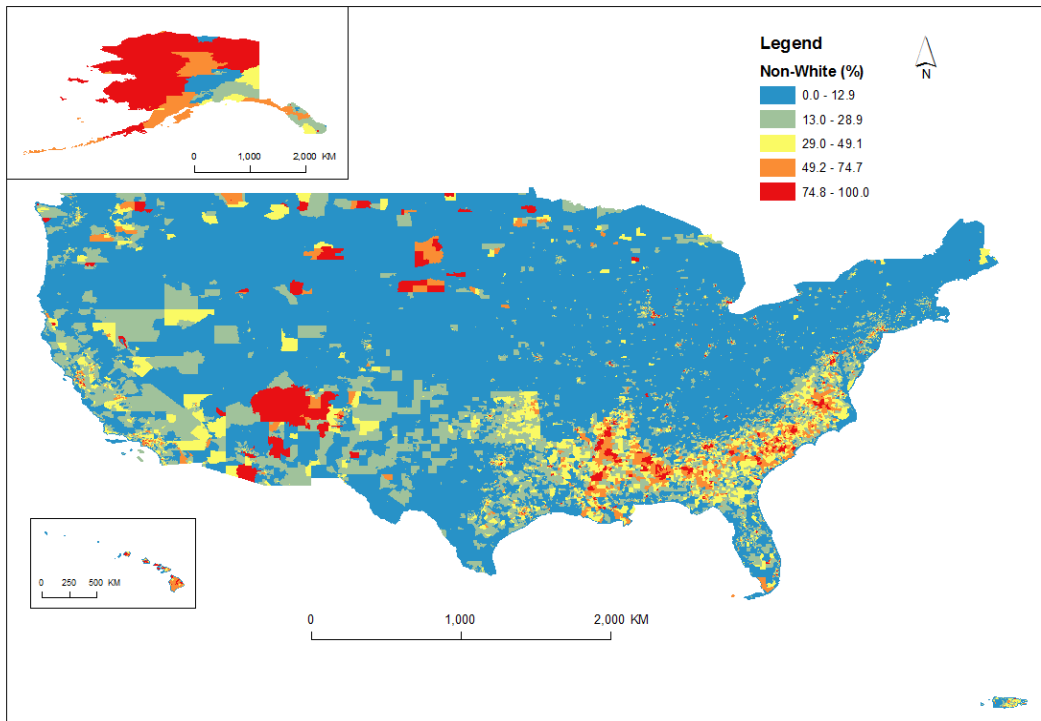 Legend
N
Non-White (%)
0.0 - 12.9
13.0 - 28.9
29.0 - 49.1
49.2 - 74.7
74.8 - 100.0
0 1,000 2,000 KM
0 250 500 KM
0 1,000 2,000 KM